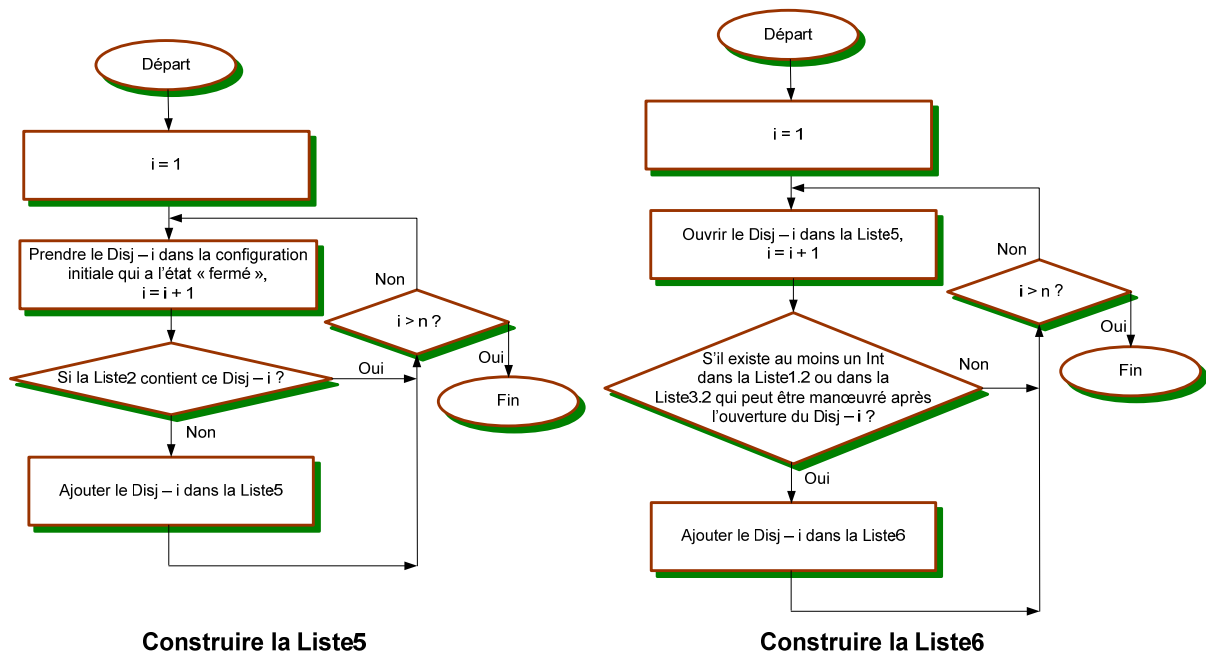 Départ
i = 1
Prendre le Disj – i dans la configuration
initiale qui a l'état « fermé »,
i = i + 1
Non
i > n ?
Si la Liste2 contient ce Disj – i ?
Oui
Oui
Fin
Non
Ajouter le Disj – i dans la Liste5
Construire la Liste5
Départ
i = 1
Ouvrir le Disj – i dans la Liste5,
i = i + 1
Non
i > n ?
Oui
S'il existe au moins un Int
dans la Liste1.2 ou dans la
Liste3.2 qui peut être manœuvré après
l'ouverture du Disj – i ?
Non
Fin
Oui
Ajouter le Disj – i dans la Liste6
Construire la Liste6